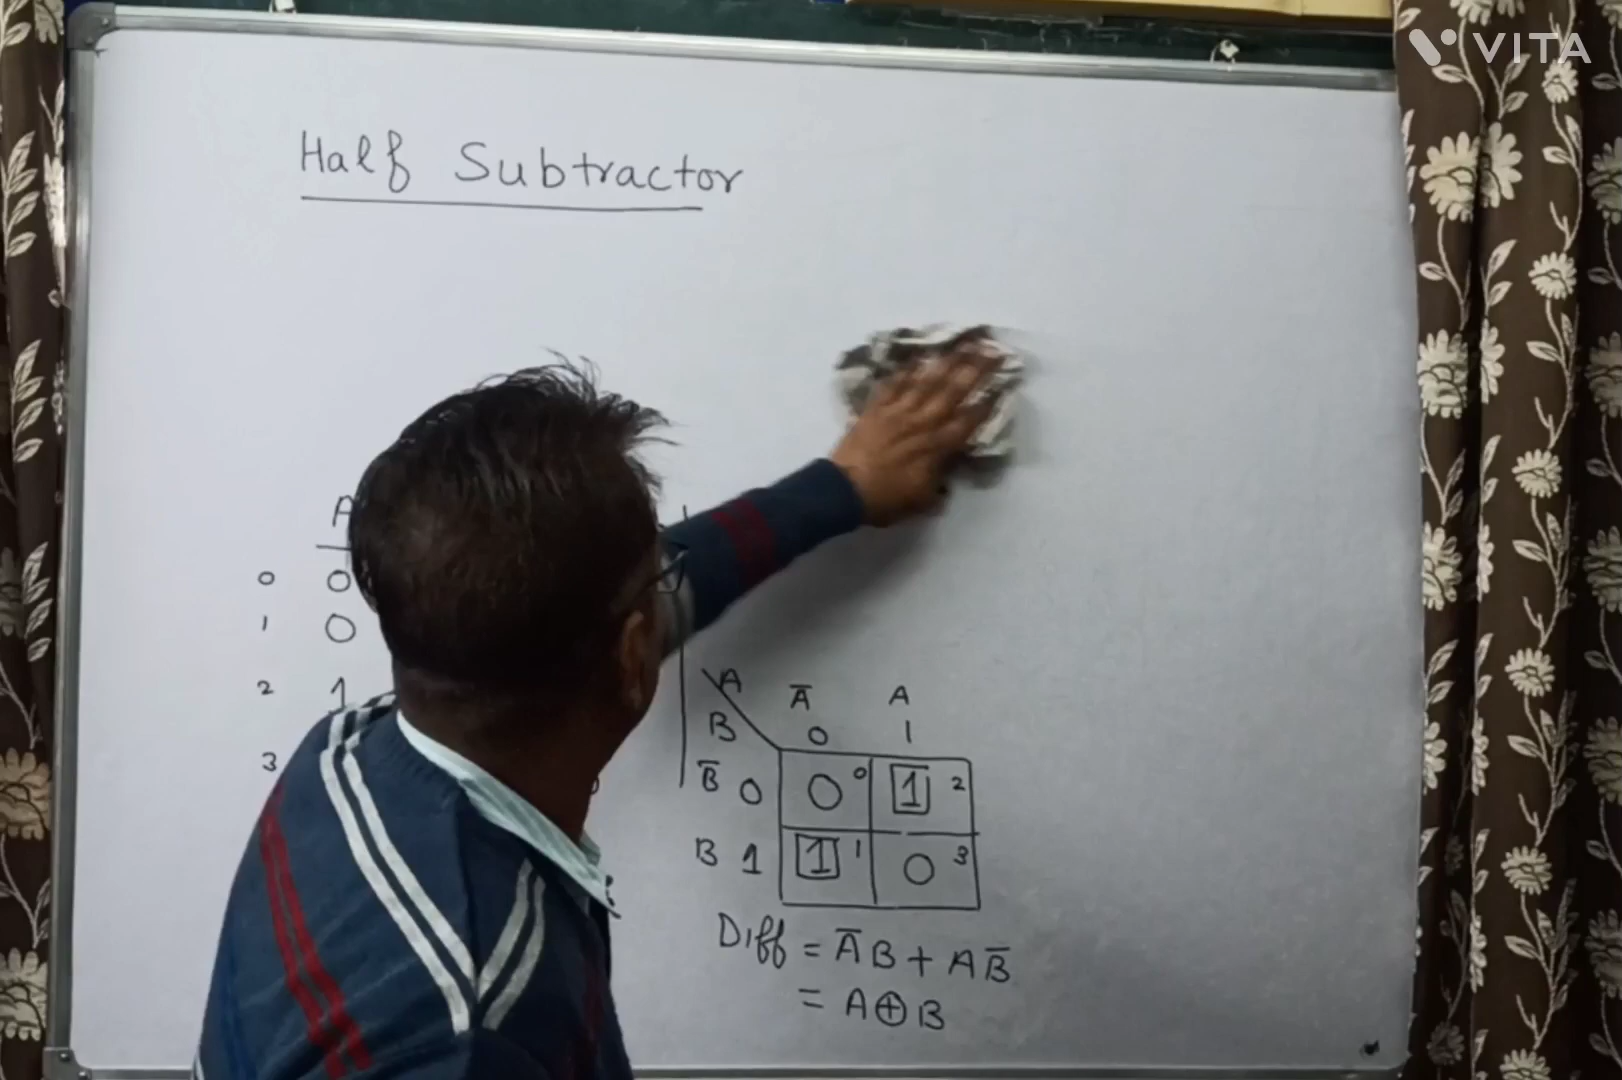 VITA
Half Subtractor
A
0 0
1 0
2 1
3
A Ā A
B 0 1
B̄ 0 0 0 1 2
B 1 1 1 0 3
Diff = ĀB + AB̄
= A⊕B